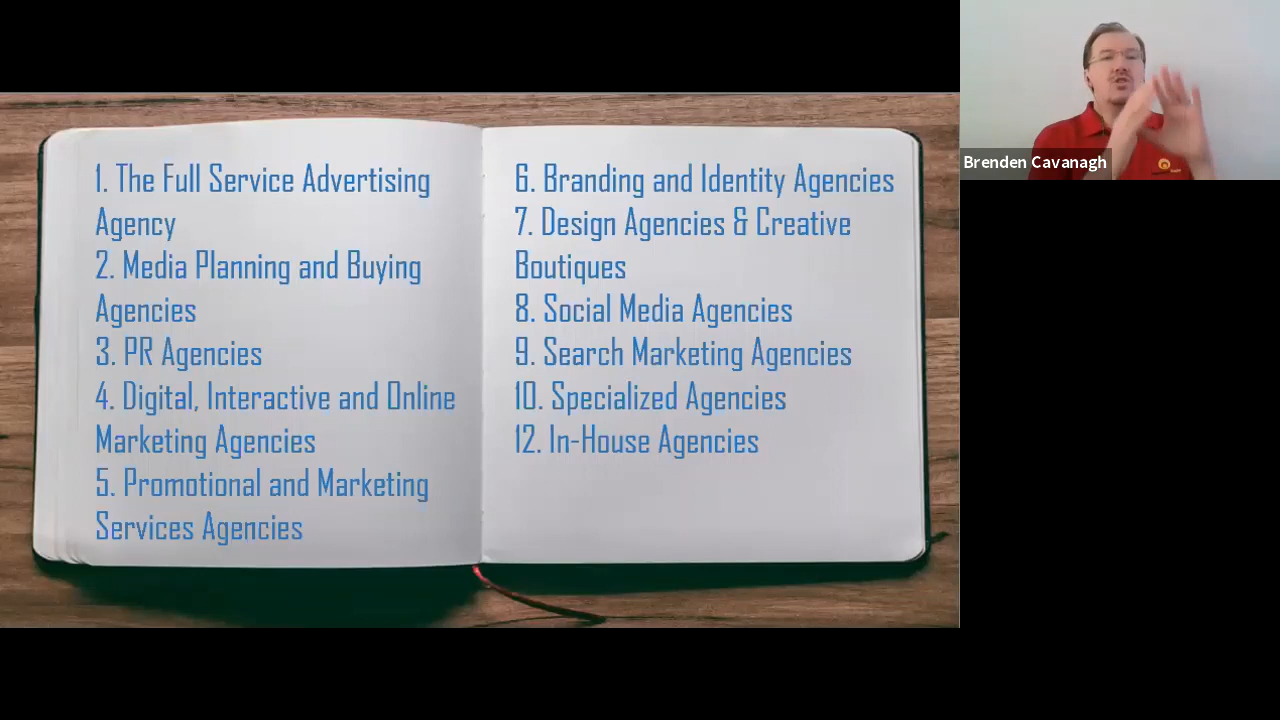 1. The Full Service Advertising
Agency
2. Media Planning and Buying
Agencies
3. PR Agencies
4. Digital, Interactive and Online
Marketing Agencies
5. Promotional and Marketing
Services Agencies
6. Branding and Identity Agencies
7. Design Agencies & Creative
Boutiques
8. Social Media Agencies
9. Search Marketing Agencies
10. Specialized Agencies
12. In-House Agencies
Brenden Cavanagh